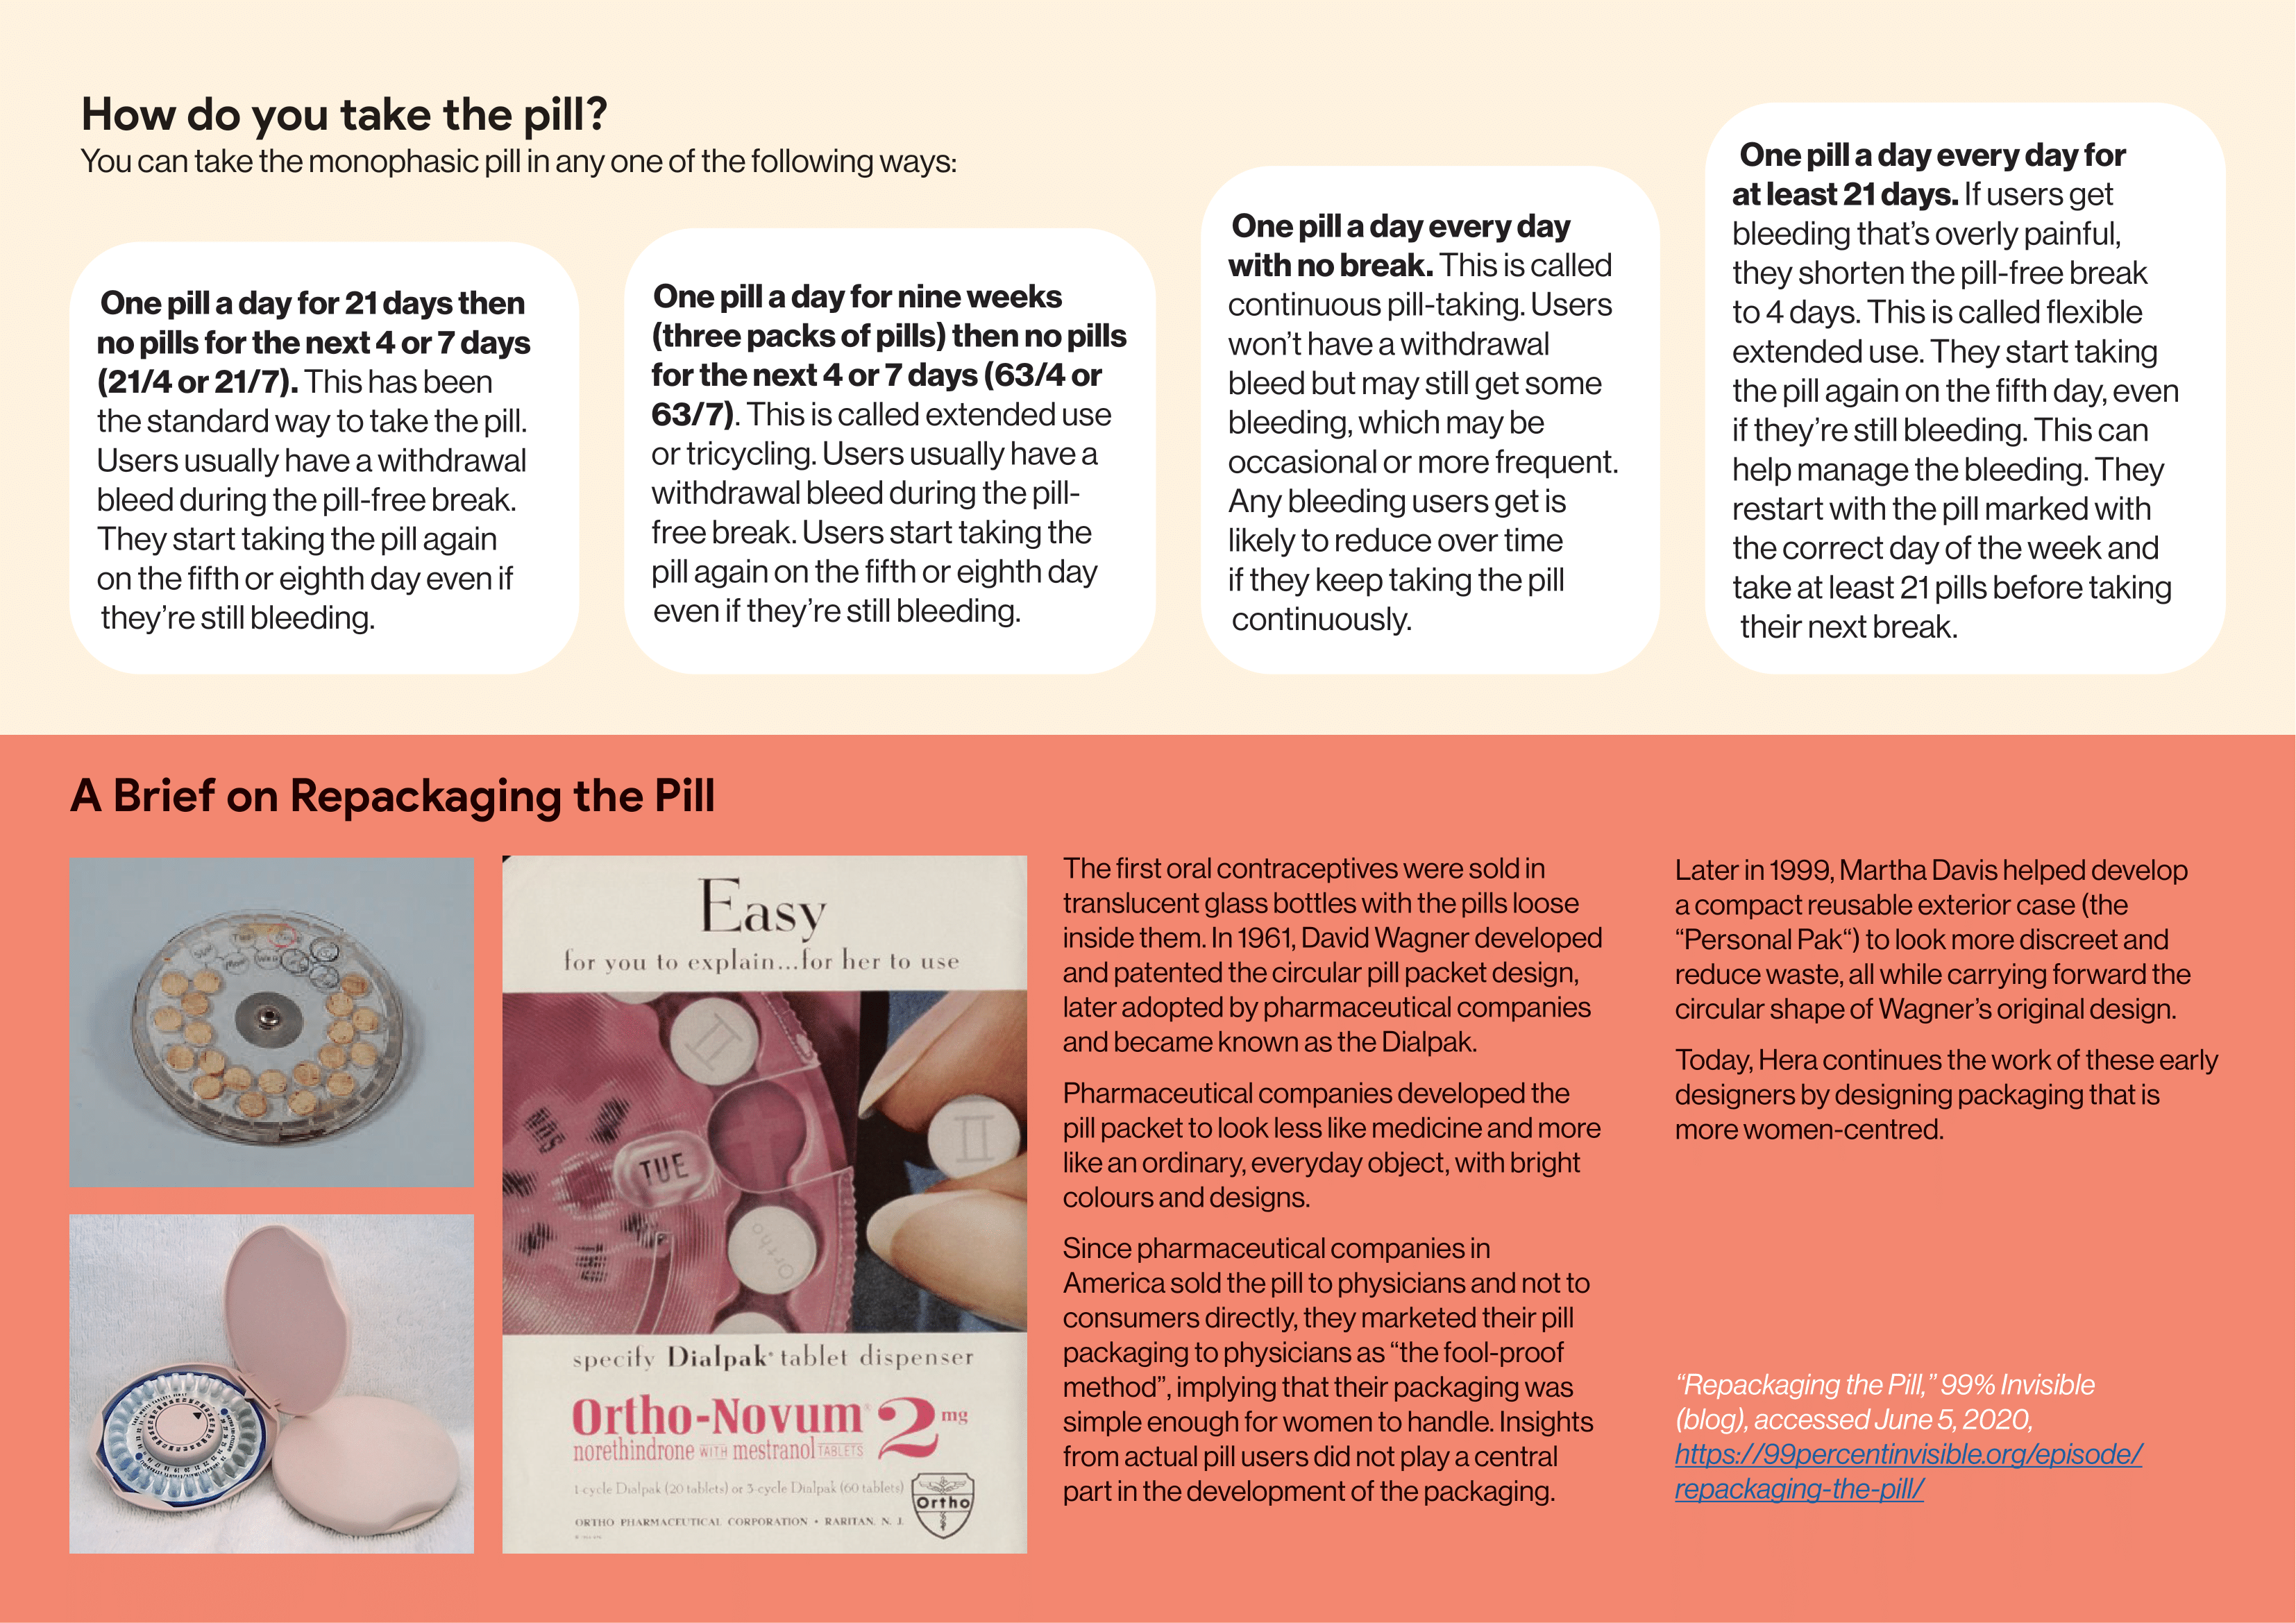 How do you take the pill?
You can take the monophasic pill in any one of the following ways:
One pill a day for 21 days then
no pills for the next 4 or 7 days
(21/4 or 21/7). This has been
the standard way to take the pill.
Users usually have a withdrawal
bleed during the pill-free break.
They start taking the pill again
on the fifth or eighth day even if
they’re still bleeding.
One pill a day for nine weeks
(three packs of pills) then no pills
for the next 4 or 7 days (63/4 or
63/7). This is called extended use
or tricycling. Users usually have a
withdrawal bleed during the pill-
free break. Users start taking the
pill again on the fifth or eighth day
even if they’re still bleeding.
One pill a day every day
with no break. This is called
continuous pill-taking. Users
won’t have a withdrawal
bleed but may still get some
bleeding, which may be
occasional or more frequent.
Any bleeding users get is
likely to reduce over time
if they keep taking the pill
continuously.
One pill a day every day for
at least 21 days. If users get
bleeding that’s overly painful,
they shorten the pill-free break
to 4 days. This is called flexible
extended use. They start taking
the pill again on the fifth day, even
if they’re still bleeding. This can
help manage the bleeding. They
restart with the pill marked with
the correct day of the week and
take at least 21 pills before taking
their next break.
A Brief on Repackaging the Pill
Easy
for you to explain...for her to use
SUN
TUE
Ortho
specify Dialpak® tablet dispenser
Ortho-Novum® 2 mg
norethindrone WITH mestranol TABLETS
1-cycle Dialpak (20 tablets) or 3-cycle Dialpak (60 tablets)
Ortho
ORTHO PHARMACEUTICAL CORPORATION • RARITAN, N. J.
The first oral contraceptives were sold in
translucent glass bottles with the pills loose
inside them. In 1961, David Wagner developed
and patented the circular pill packet design,
later adopted by pharmaceutical companies
and became known as the Dialpak.
Pharmaceutical companies developed the
pill packet to look less like medicine and more
like an ordinary, everyday object, with bright
colours and designs.
Since pharmaceutical companies in
America sold the pill to physicians and not to
consumers directly, they marketed their pill
packaging to physicians as “the fool-proof
method”, implying that their packaging was
simple enough for women to handle. Insights
from actual pill users did not play a central
part in the development of the packaging.
Later in 1999, Martha Davis helped develop
a compact reusable exterior case (the
“Personal Pak“) to look more discreet and
reduce waste, all while carrying forward the
circular shape of Wagner’s original design.
Today, Hera continues the work of these early
designers by designing packaging that is
more women-centred.
“Repackaging the Pill,” 99% Invisible
(blog), accessed June 5, 2020,
https://99percentinvisible.org/episode/
repackaging-the-pill/